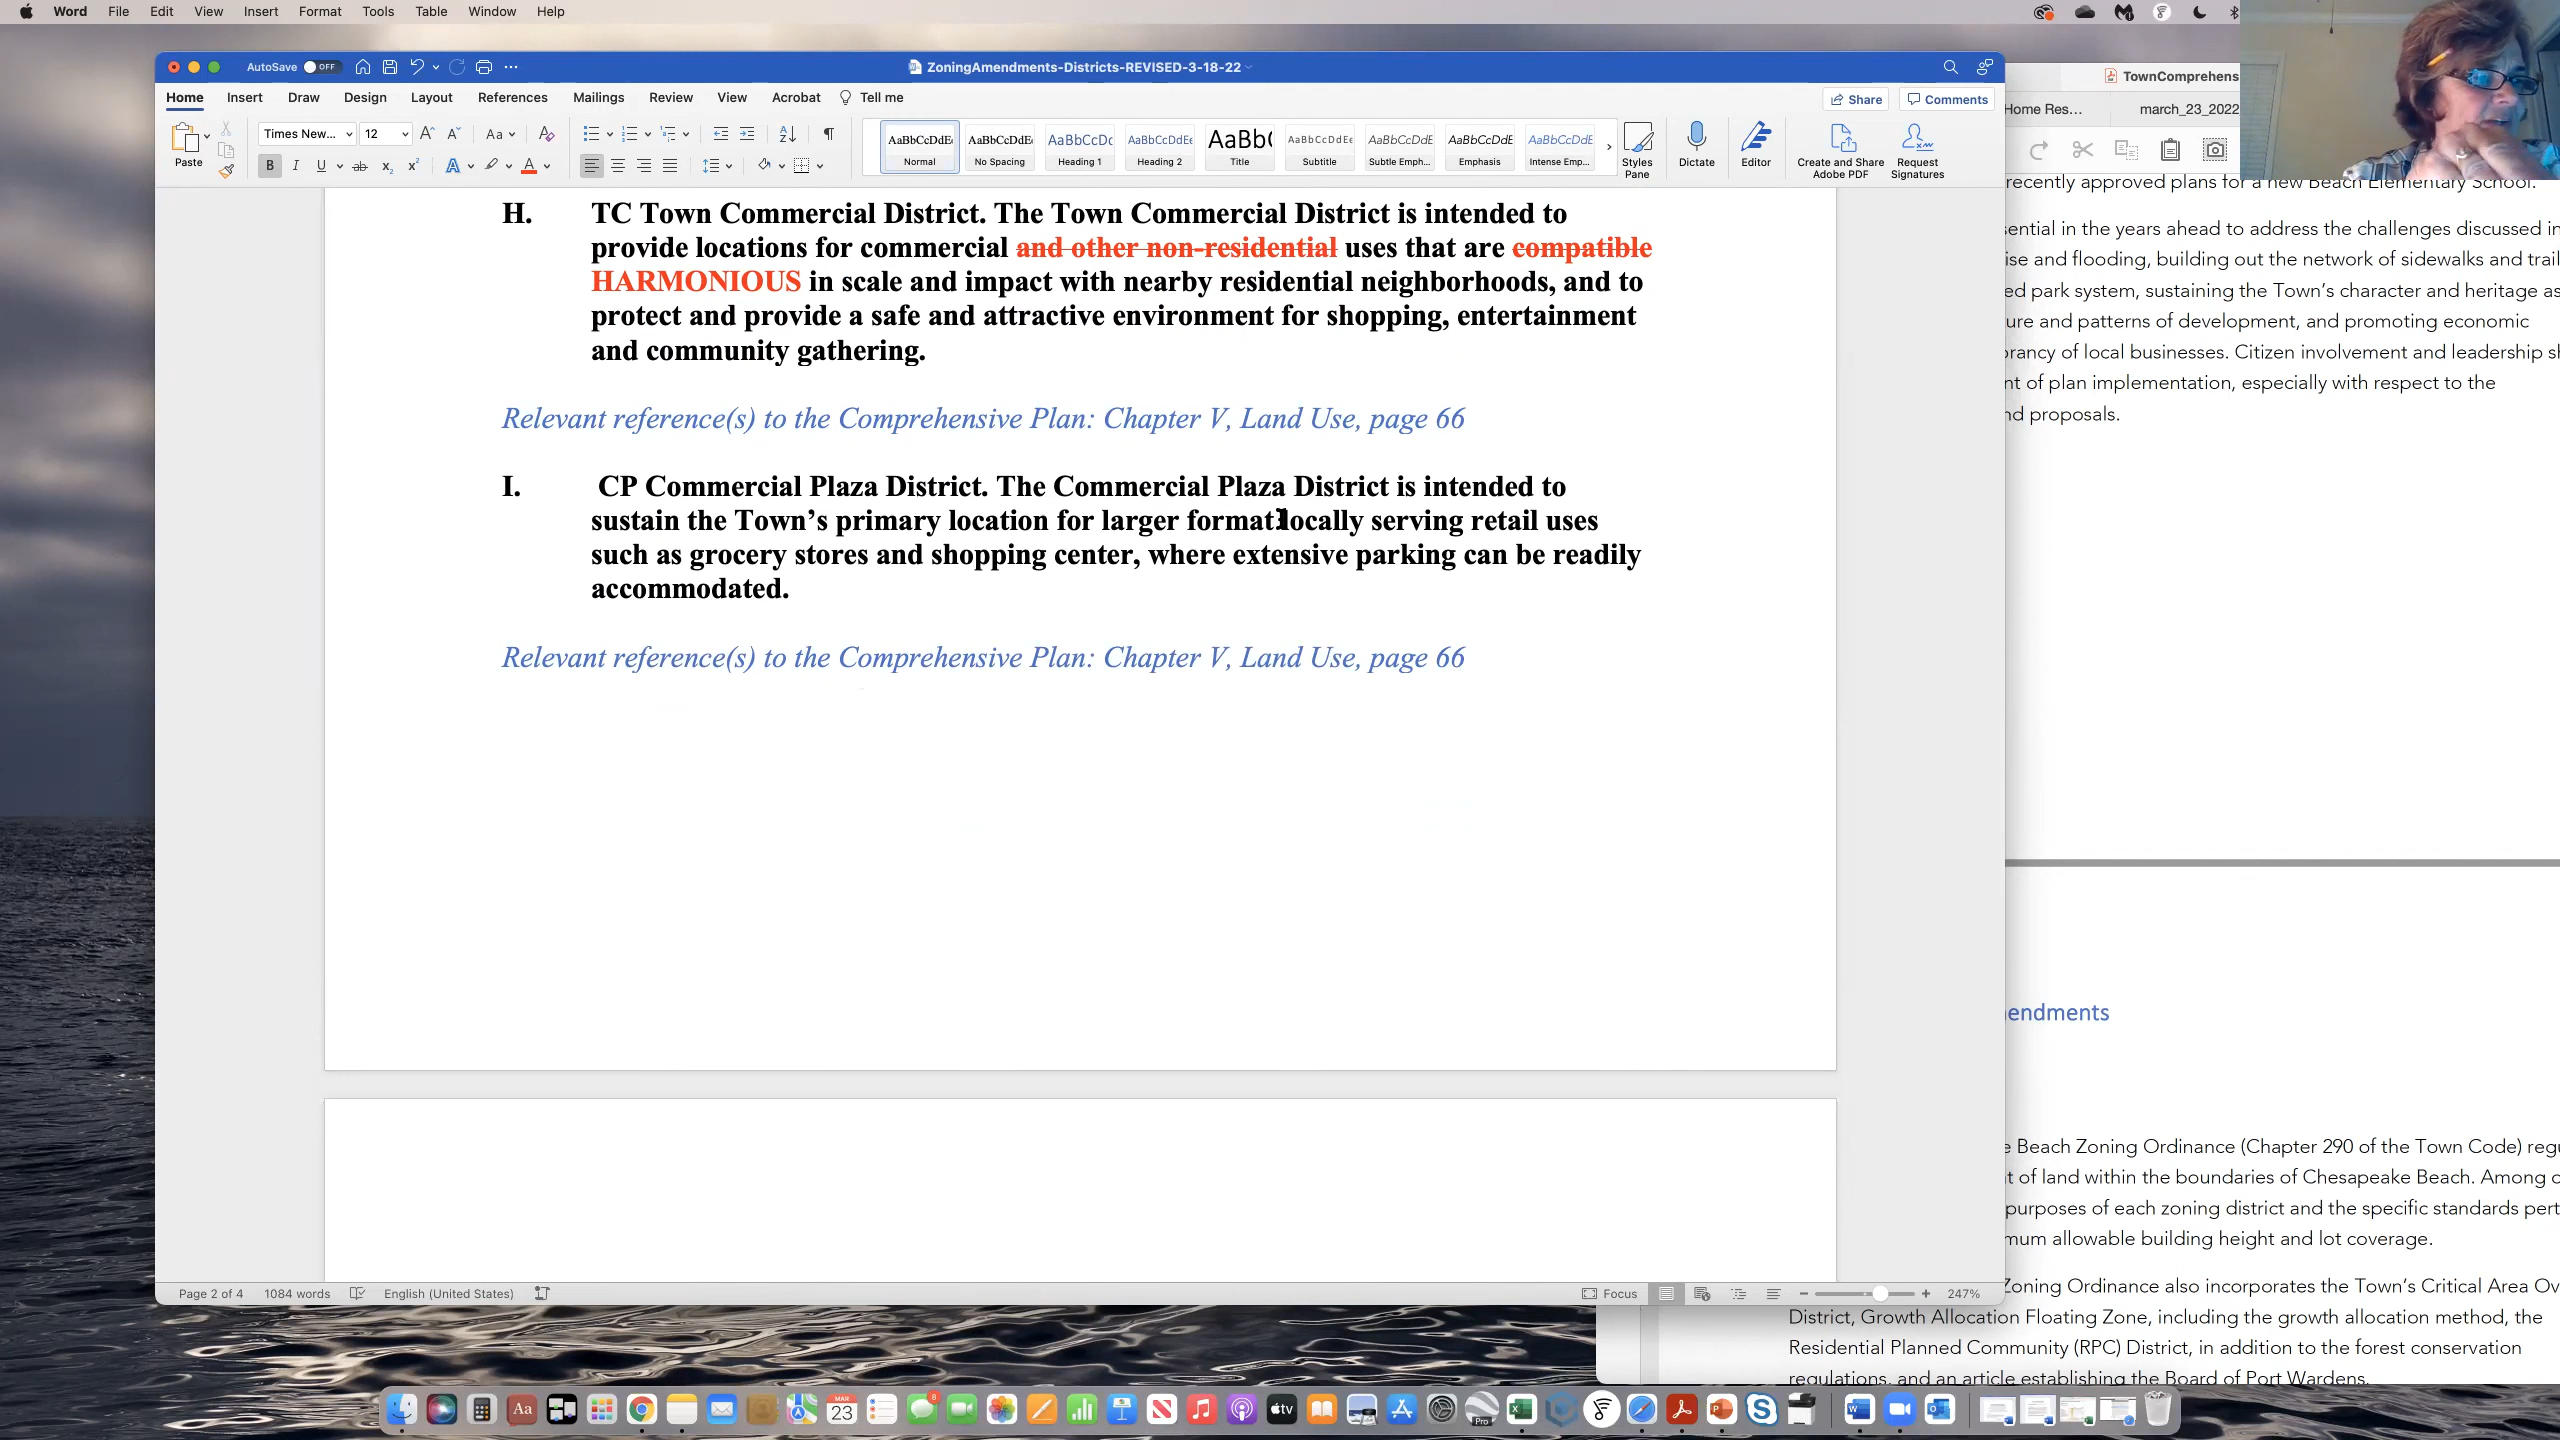 Word File Edit View Insert Format Tools Table Window Help
AutoSave OFF
ZoningAmendments-Districts-REVISED-3-18-22
Home Insert Draw Design Layout References Mailings Review View Acrobat Tell me
Share Comments
Paste
Times New... 12
Aa
B I U ab x2 x2 A A
AaBbCcDdEe
Normal
AaBbCcDdEe
No Spacing
AaBbCcDc
Heading 1
AaBbCcDdEe
Heading 2
AaBb(
Title
AaBbCcDdEe
Subtitle
AaBbCcDdE
Subtle Emph...
AaBbCcDdE
Emphasis
AaBbCcDdE
Intense Emp...
Styles
Pane
Dictate
Editor
Create and Share
Adobe PDF
Request
Signatures
H. TC Town Commercial District. The Town Commercial District is intended to
provide locations for commercial and other non-residential uses that are compatible
HARMONIOUS in scale and impact with nearby residential neighborhoods, and to
protect and provide a safe and attractive environment for shopping, entertainment
and community gathering.
Relevant reference(s) to the Comprehensive Plan: Chapter V, Land Use, page 66
I. CP Commercial Plaza District. The Commercial Plaza District is intended to
sustain the Town's primary location for larger format locally serving retail uses
such as grocery stores and shopping center, where extensive parking can be readily
accommodated.
Relevant reference(s) to the Comprehensive Plan: Chapter V, Land Use, page 66
Page 2 of 4 1084 words English (United States) Focus 247%
TownComprehens
Home Res... march_23_2022
recently approved plans for a new Beach Elementary School.
sential in the years ahead to address the challenges discussed in
ise and flooding, building out the network of sidewalks and trail
ed park system, sustaining the Town's character and heritage as
ure and patterns of development, and promoting economic
rancy of local businesses. Citizen involvement and leadership sh
nt of plan implementation, especially with respect to the
nd proposals.
endments
e Beach Zoning Ordinance (Chapter 290 of the Town Code) regu
t of land within the boundaries of Chesapeake Beach. Among o
purposes of each zoning district and the specific standards pert
mum allowable building height and lot coverage.
Zoning Ordinance also incorporates the Town's Critical Area Ov
District, Growth Allocation Floating Zone, including the growth allocation method, the
Residential Planned Community (RPC) District, in addition to the forest conservation
regulations, and an article establishing the Board of Port Wardens.
Aa
MAR
23
8
tv
Pro